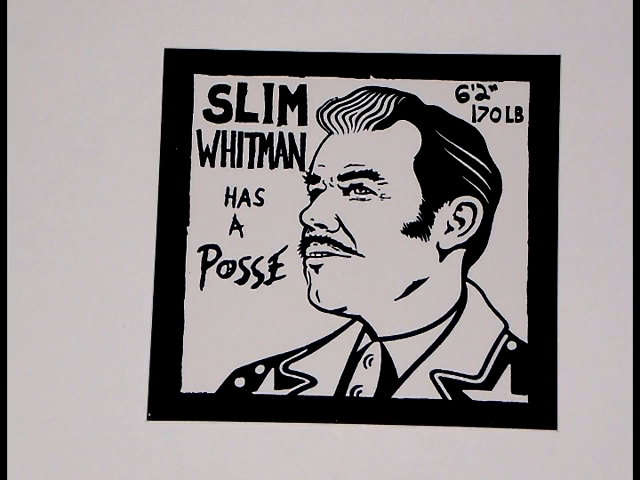 SLIM
WHITMAN
HAS
A
POSSE
6'2"
170 LB